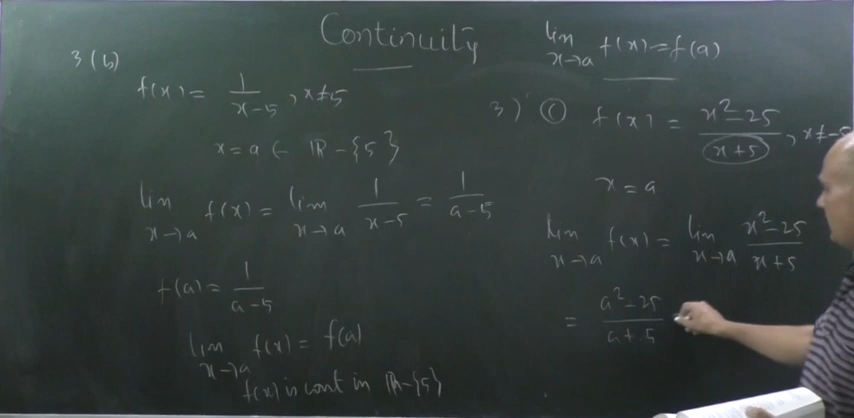 Continuity
3(b)
f(x) = 1/(x-5), x≠5
x = a ∈ ℝ - {5}
lim x→a f(x) = lim x→a 1/(x-5) = 1/(a-5)
f(a) = 1/(a-5)
lim x→a f(x) = f(a)
f(x) is cont in ℝ-{5}
lim x→a f(x) = f(a)
3) (c) f(x) = (x²-25)/(x+5), x≠-5
x = a
lim x→a f(x) = lim x→a (x²-25)/(x+5)
= (a²-25)/(a+5)